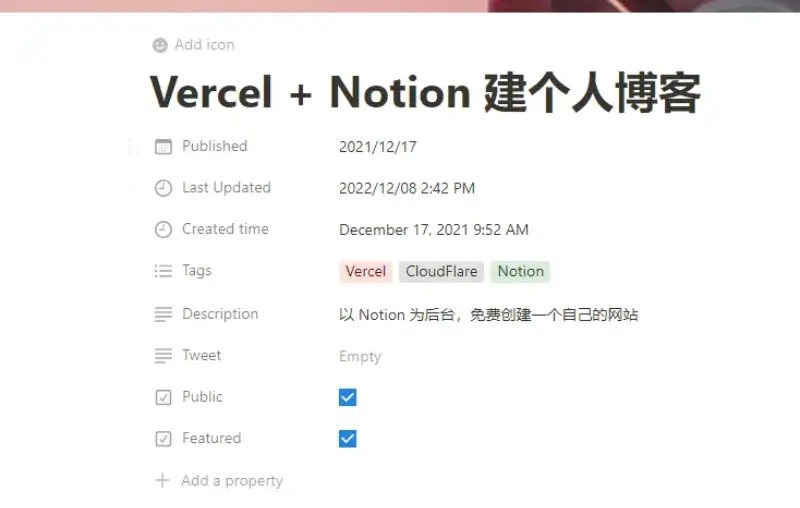 Add icon
Vercel + Notion 建个人博客
Published 2021/12/17
Last Updated 2022/12/08 2:42 PM
Created time December 17, 2021 9:52 AM
Tags Vercel CloudFlare Notion
Description 以 Notion 为后台，免费创建一个自己的网站
Tweet Empty
Public
Featured
Add a property